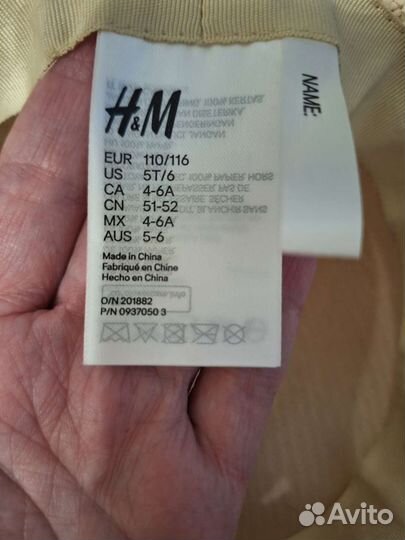 H&M
EUR 110/116
US 5T/6
CA 4-6A
CN 51-52
MX 4-6A
AUS 5-6
Made in China
Fabriqué en Chine
Hecho en China
O/N 201882
P/N 0937050 3
NAME:
Avito